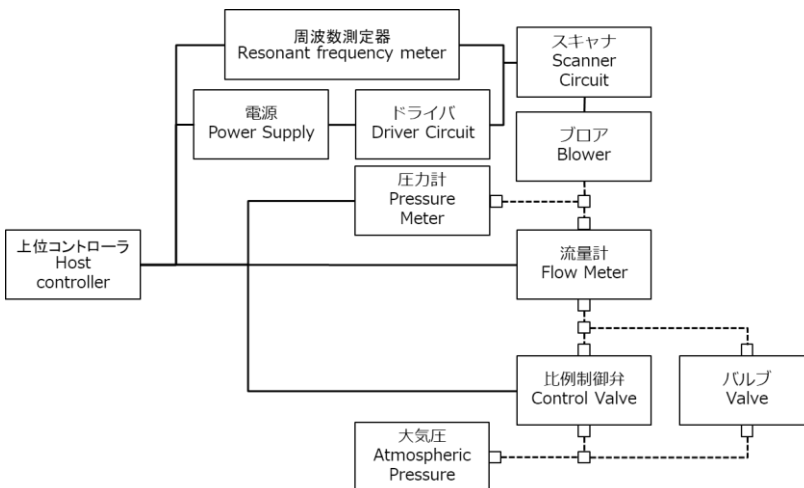 周波数測定器
Resonant frequency meter
スキャナ
Scanner
Circuit
電源
Power Supply
ドライバ
Driver Circuit
ブロア
Blower
圧力計
Pressure
Meter
上位コントローラ
Host
controller
流量計
Flow Meter
比例制御弁
Control Valve
バルブ
Valve
大気圧
Atmospheric
Pressure